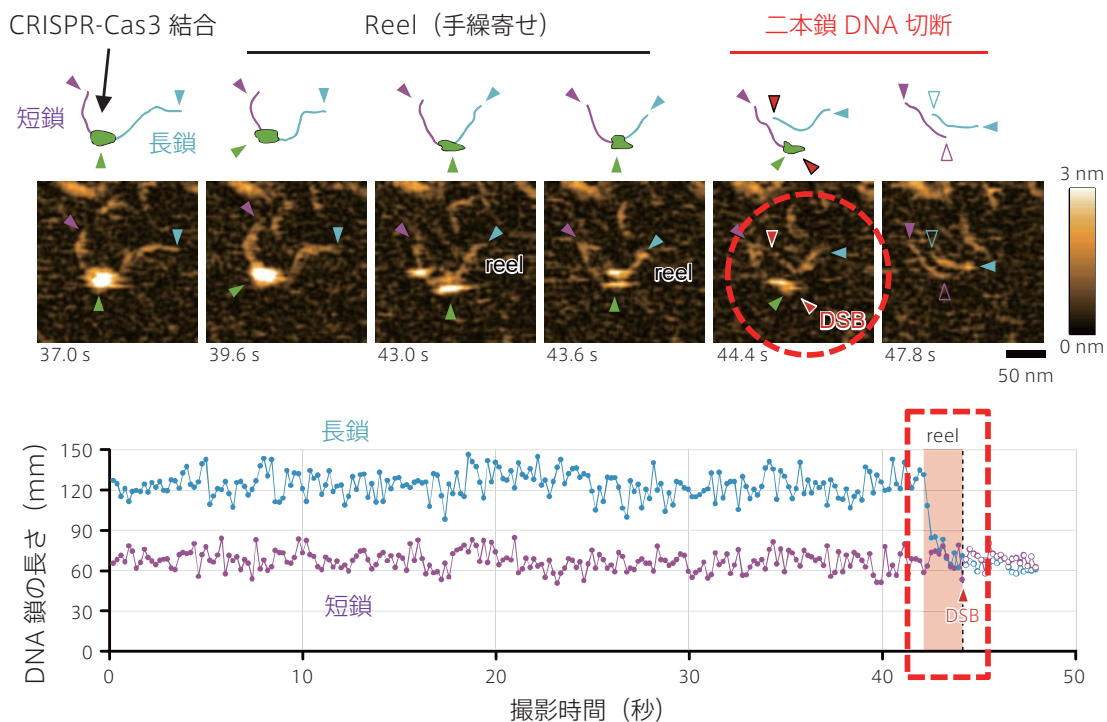 CRISPR-Cas3 結合
Reel（手繰寄せ）
二本鎖 DNA 切断
短鎖
長鎖
3 nm
0 nm
reel
reel
DSB
37.0 s
39.6 s
43.0 s
43.6 s
44.4 s
47.8 s
50 nm
DNA 鎖の長さ（mm）
150
120
90
60
30
0
長鎖
短鎖
reel
DSB
0
10
20
30
40
50
撮影時間（秒）